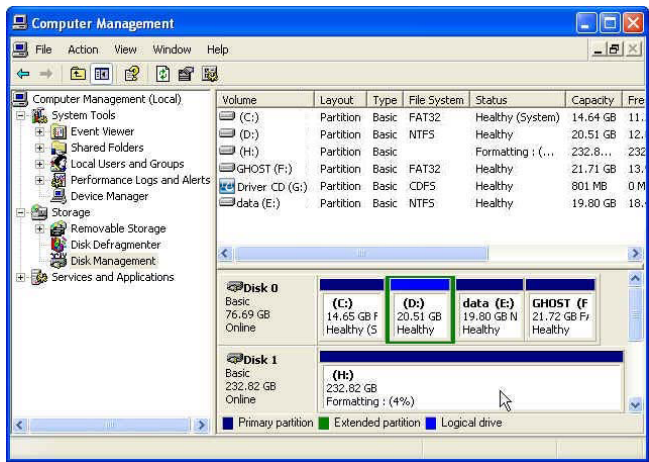 Computer Management
File Action View Window Help
Computer Management (Local)
System Tools
Event Viewer
Shared Folders
Local Users and Groups
Performance Logs and Alerts
Device Manager
Storage
Removable Storage
Disk Defragmenter
Disk Management
Services and Applications
Volume Layout Type File System Status Capacity Fre
(C:) Partition Basic FAT32 Healthy (System) 14.64 GB 11.
(D:) Partition Basic NTFS Healthy 20.51 GB 12.
(H:) Partition Basic Formatting : (... 232.8... 232
GHOST (F:) Partition Basic FAT32 Healthy 21.71 GB 13.
Driver CD (G:) Partition Basic CDFS Healthy 801 MB 0 M
data (E:) Partition Basic NTFS Healthy 19.80 GB 18.
Disk 0
Basic
76.69 GB
Online
(C:)
14.65 GB F
Healthy (S
(D:)
20.51 GB
Healthy
data (E:)
19.80 GB N
Healthy
GHOST (F
21.72 GB F
Healthy
Disk 1
Basic
232.82 GB
Online
(H:)
232.82 GB
Formatting : (4%)
Primary partition Extended partition Logical drive